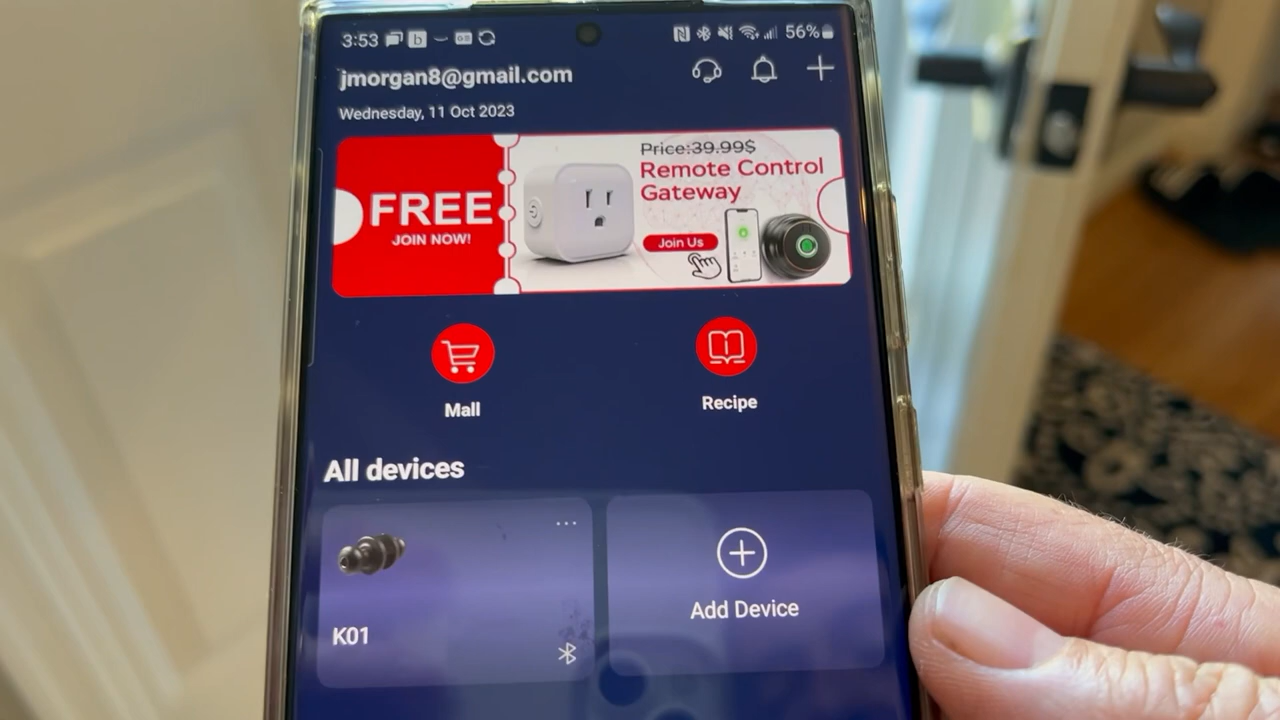 3:53 56%
jmorgan8@gmail.com
Wednesday, 11 Oct 2023
FREE
JOIN NOW!
Price:39.99$
Remote Control
Gateway
Join Us
Mall
Recipe
All devices
K01
Add Device